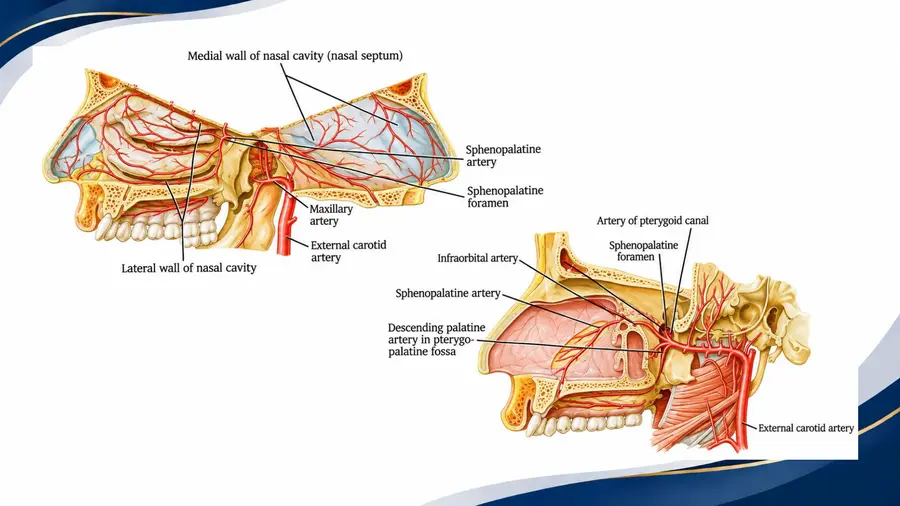 Medial wall of nasal cavity (nasal septum)
Sphenopalatine
artery
Sphenopalatine
foramen
Maxillary
artery
External carotid
artery
Lateral wall of nasal cavity
Artery of pterygoid canal
Sphenopalatine
foramen
Infraorbital artery
Sphenopalatine artery
Descending palatine
artery in pterygo-
palatine fossa
External carotid artery